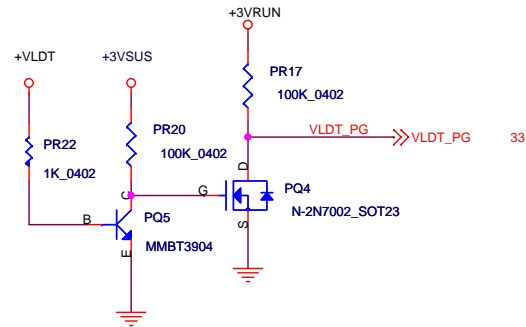 +3VRUN
+VLDT
+3VSUS
PR17
100K_0402
PR22
1K_0402
PR20
100K_0402
VLDT_PG
VLDT_PG 33
D
C
G
PQ4
S
N-2N7002_SOT23
B
PQ5
MMBT3904
E